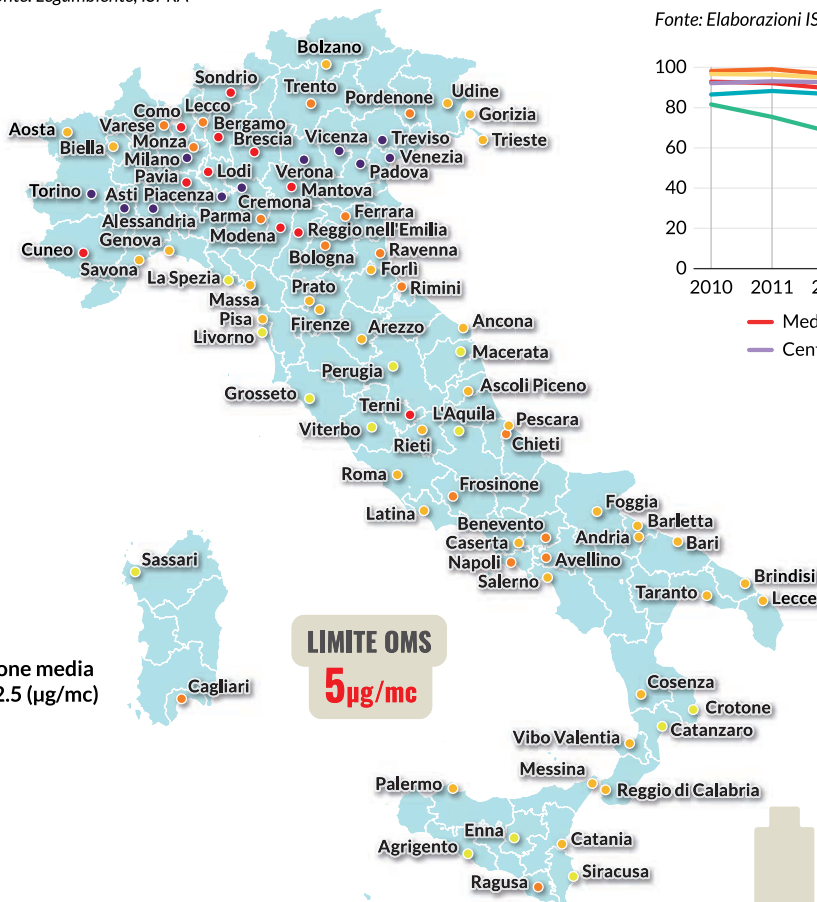 Fonte: Elaborazioni IS
Bolzano
Sondrio
Trento
Udine
Pordenone
Lecco
Como
Gorizia
Varese
Bergamo
Aosta
Monza
Brescia
Vicenza
Treviso
Trieste
Biella
Milano
Venezia
Pavia
Lodi
Verona
Padova
Torino
Asti
Piacenza
Mantova
Cremona
Alessandria
Parma
Ferrara
Genova
Modena
Reggio nell'Emilia
Cuneo
Bologna
Ravenna
Savona
Forlì
La Spezia
Prato
Rimini
Massa
Pisa
Firenze
Arezzo
Ancona
Livorno
Macerata
Perugia
Grosseto
Ascoli Piceno
Terni
L'Aquila
Pescara
Viterbo
Rieti
Chieti
Roma
Frosinone
Latina
Foggia
Benevento
Barletta
Caserta
Andria
Bari
Napoli
Avellino
Salerno
Brindisi
Taranto
Lecce
Sassari
Cagliari
Cosenza
Crotone
Catanzaro
Vibo Valentia
Messina
Reggio di Calabria
Palermo
Enna
Catania
Agrigento
Siracusa
Ragusa
one media
2.5 (µg/mc)
LIMITE OMS
5µg/mc
100
80
60
40
20
0
2010 2011 2
Med
Cent